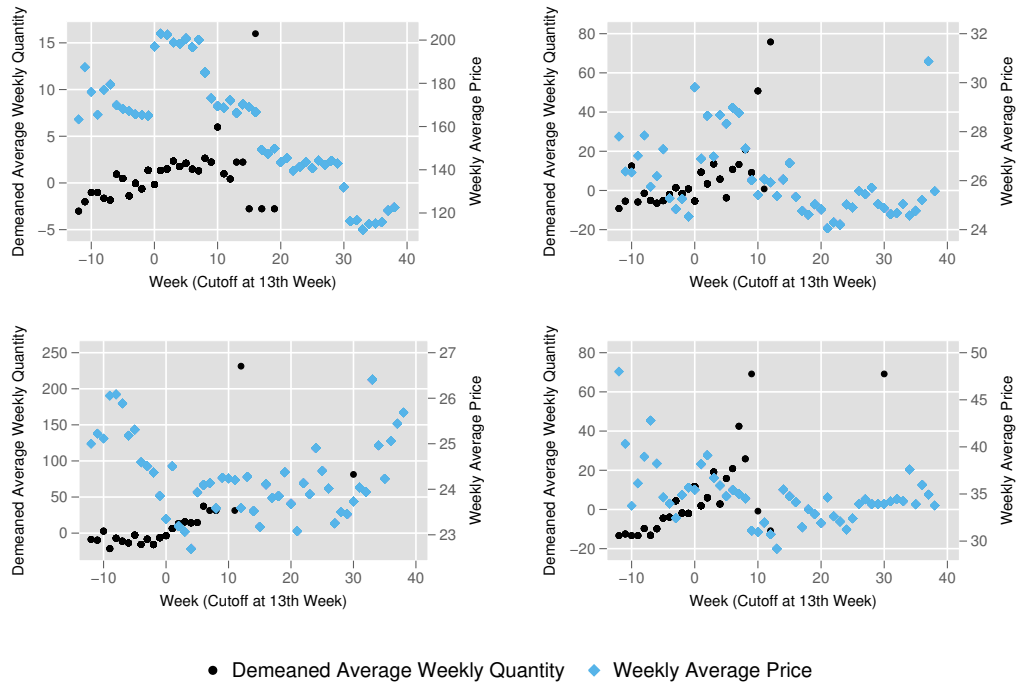 Demeaned Average Weekly Quantity
15
10
5
0
−5
200
180
160
140
120
Weekly Average Price
−10 0 10 20 30 40
Week (Cutoff at 13th Week)
Demeaned Average Weekly Quantity
80
60
40
20
0
−20
32
30
28
26
24
Weekly Average Price
−10 0 10 20 30 40
Week (Cutoff at 13th Week)
Demeaned Average Weekly Quantity
250
200
150
100
50
0
27
26
25
24
23
Weekly Average Price
−10 0 10 20 30 40
Week (Cutoff at 13th Week)
Demeaned Average Weekly Quantity
80
60
40
20
0
−20
50
45
40
35
30
Weekly Average Price
−10 0 10 20 30 40
Week (Cutoff at 13th Week)
Demeaned Average Weekly Quantity Weekly Average Price